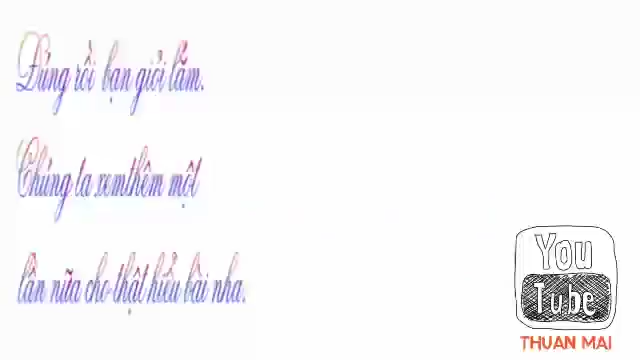 Đúng rồi bạn giỏi lắm.
Chúng ta xemthêm một
lần nữa cho thật hiểu bài nha.
You
Tube
THUAN MAI